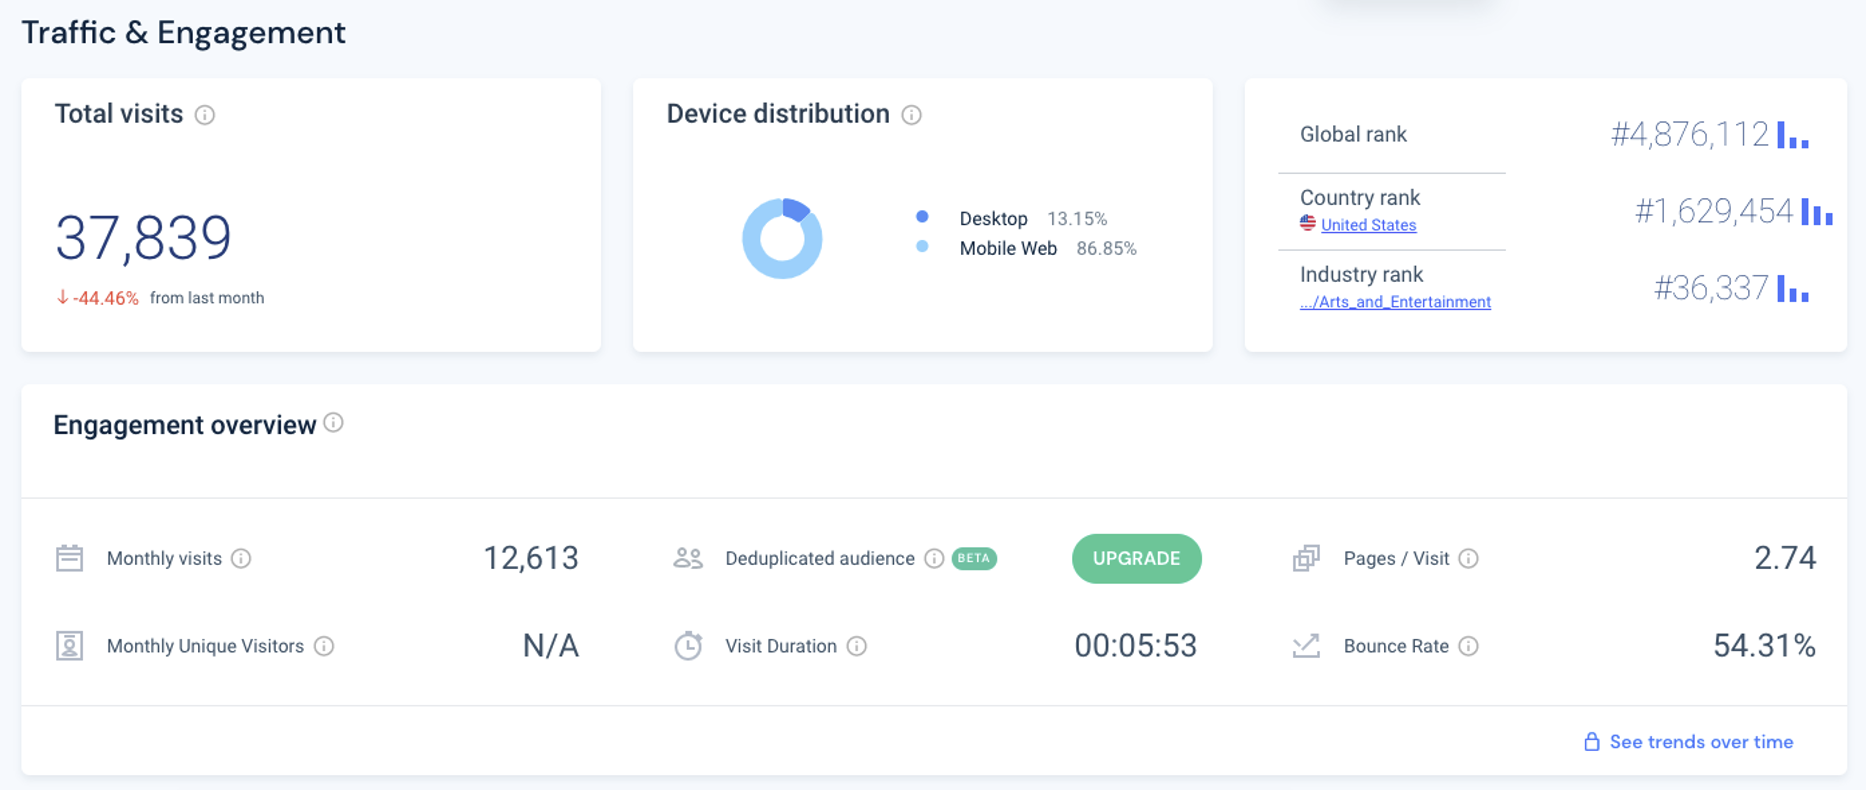 Traffic & Engagement
Total visits
37,839
-44.46% from last month
Device distribution
Desktop 13.15%
Mobile Web 86.85%
Global rank #4,876,112
Country rank #1,629,454
United States
Industry rank #36,337
.../Arts_and_Entertainment
Engagement overview
Monthly visits 12,613
Deduplicated audience BETA UPGRADE
Pages / Visit 2.74
Monthly Unique Visitors N/A
Visit Duration 00:05:53
Bounce Rate 54.31%
See trends over time